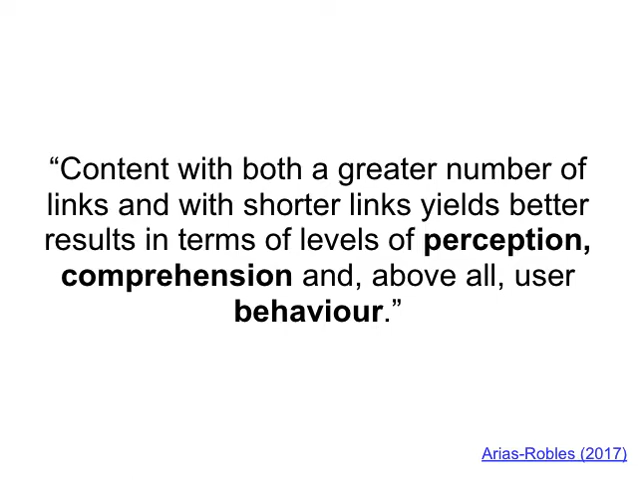 “Content with both a greater number of
links and with shorter links yields better
results in terms of levels of perception,
comprehension and, above all, user
behaviour.”
Arias-Robles (2017)